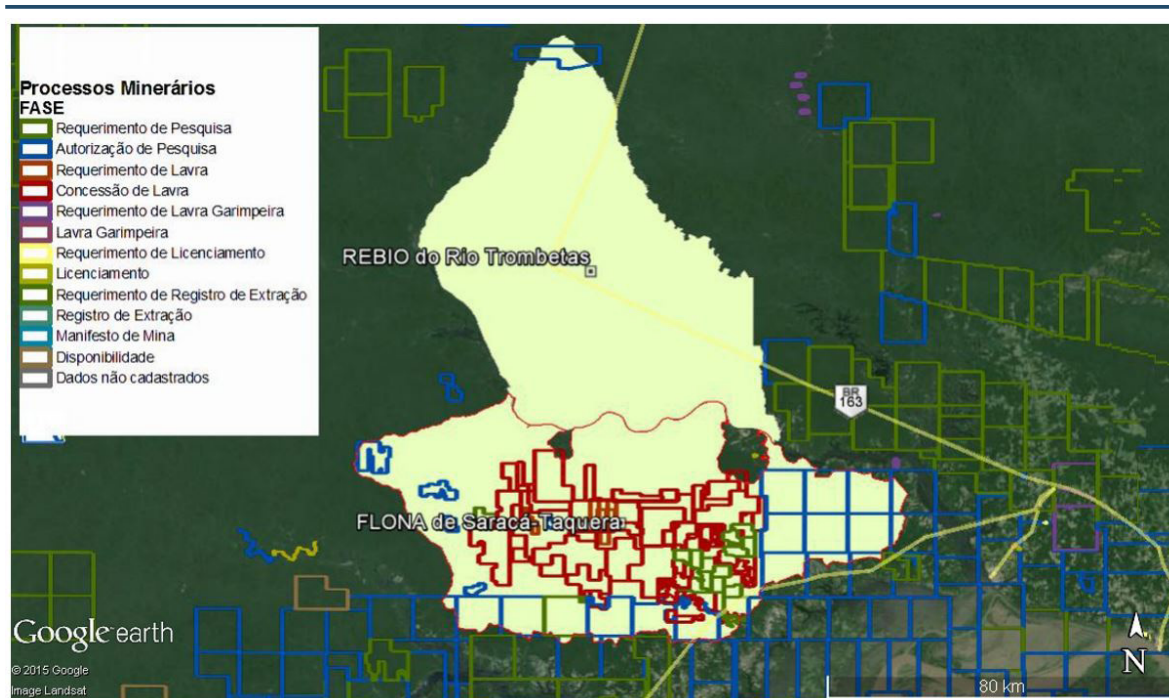 Processos Minerários
FASE
Requerimento de Pesquisa
Autorização de Pesquisa
Requerimento de Lavra
Concessão de Lavra
Requerimento de Lavra Garimpeira
Lavra Garimpeira
Requerimento de Licenciamento
Licenciamento
Requerimento de Registro de Extração
Registro de Extração
Manifesto de Mina
Disponibilidade
Dados não cadastrados
REBIO do Rio Trombetas
BR
163
FLONA de Saracá-Taquera
Google earth
© 2015 Google
Image Landsat
N
80 km